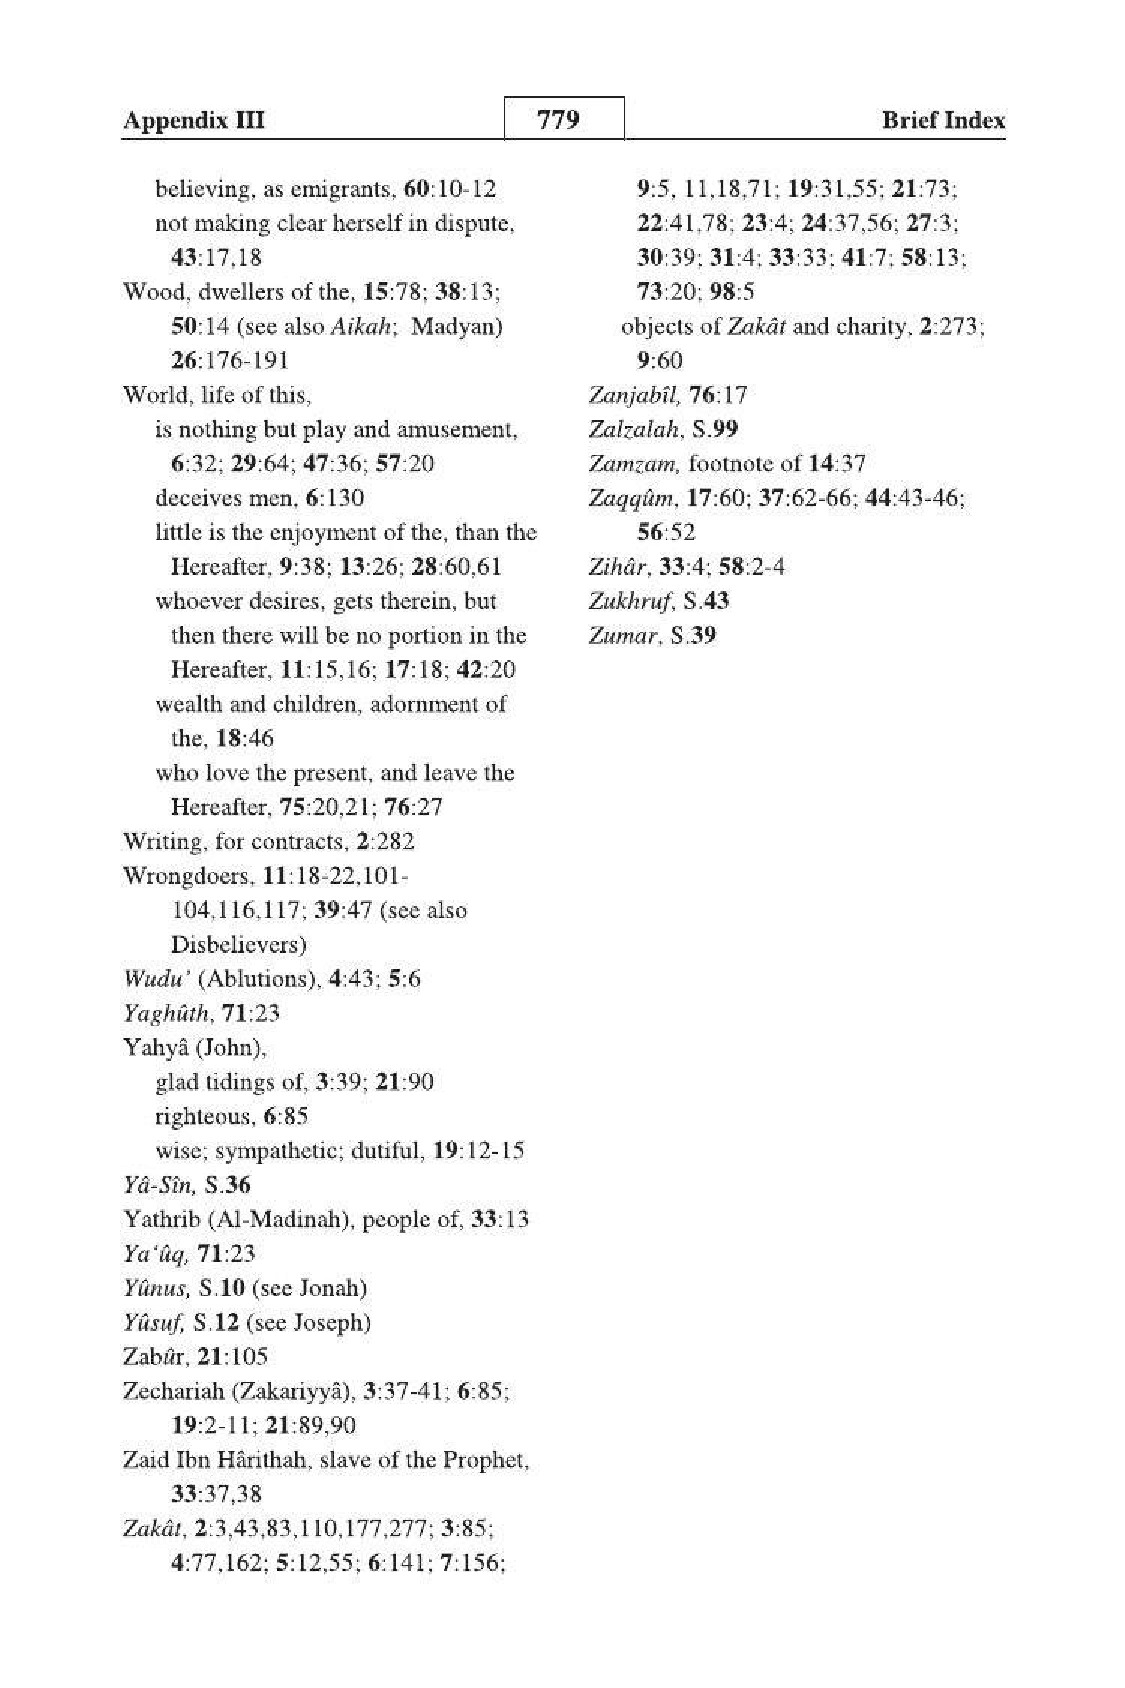 Appendix III 779 Brief Index
believing, as emigrants, 60:10-12
not making clear herself in dispute,
43:17,18
Wood, dwellers of the, 15:78; 38:13;
50:14 (see also Aikah; Madyan)
26:176-191
World, life of this,
is nothing but play and amusement,
6:32; 29:64; 47:36; 57:20
deceives men, 6:130
little is the enjoyment of the, than the
Hereafter, 9:38; 13:26; 28:60,61
whoever desires, gets therein, but
then there will be no portion in the
Hereafter, 11:15,16; 17:18; 42:20
wealth and children, adornment of
the, 18:46
who love the present, and leave the
Hereafter, 75:20,21; 76:27
Writing, for contracts, 2:282
Wrongdoers, 11:18-22,101-
104,116,117; 39:47 (see also
Disbelievers)
Wudu’ (Ablutions), 4:43; 5:6
Yaghûth, 71:23
Yahyâ (John),
glad tidings of, 3:39; 21:90
righteous, 6:85
wise; sympathetic; dutiful, 19:12-15
Yâ-Sîn, S.36
Yathrib (Al-Madinah), people of, 33:13
Ya‘ûq, 71:23
Yûnus, S.10 (see Jonah)
Yûsuf, S.12 (see Joseph)
Zabûr, 21:105
Zechariah (Zakariyyâ), 3:37-41; 6:85;
19:2-11; 21:89,90
Zaid Ibn Hârithah, slave of the Prophet,
33:37,38
Zakât, 2:3,43,83,110,177,277; 3:85;
4:77,162; 5:12,55; 6:141; 7:156;
9:5, 11,18,71; 19:31,55; 21:73;
22:41,78; 23:4; 24:37,56; 27:3;
30:39; 31:4; 33:33; 41:7; 58:13;
73:20; 98:5
objects of Zakât and charity, 2:273;
9:60
Zanjabîl, 76:17
Zalzalah, S.99
Zamzam, footnote of 14:37
Zaqqûm, 17:60; 37:62-66; 44:43-46;
56:52
Zihâr, 33:4; 58:2-4
Zukhruf, S.43
Zumar, S.39